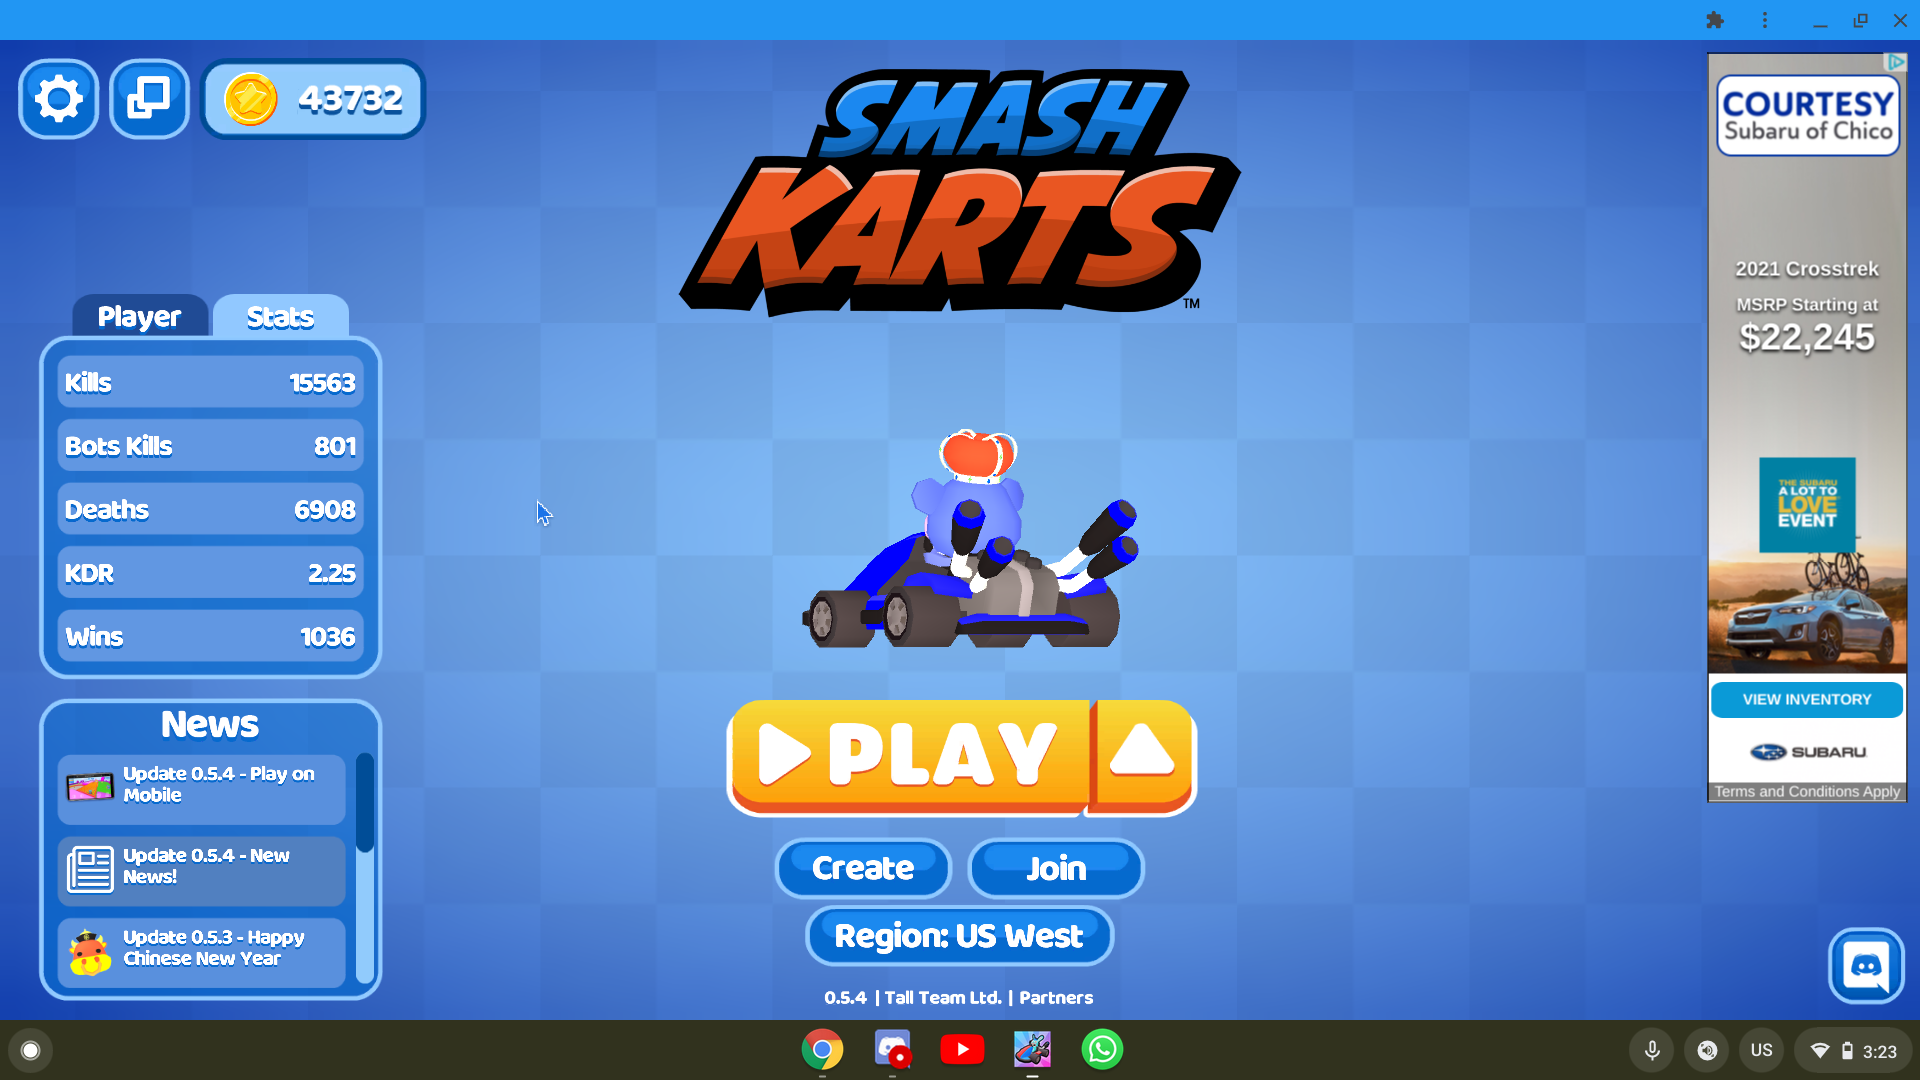 43732
SMASH
KARTS
TM
Player
Stats
Kills 15563
Bots Kills 801
Deaths 6908
KDR 2.25
Wins 1036
News
Update 0.5.4 - Play on
Mobile
Update 0.5.4 - New
News!
Update 0.5.3 - Happy
Chinese New Year
PLAY
Create
Join
Region: US West
0.5.4 | Tall Team Ltd. | Partners
COURTESY
Subaru of Chico
2021 Crosstrek
MSRP Starting at
$22,245
THE SUBARU
A LOT TO
LOVE
EVENT
VIEW INVENTORY
SUBARU
Terms and Conditions Apply
US
3:23